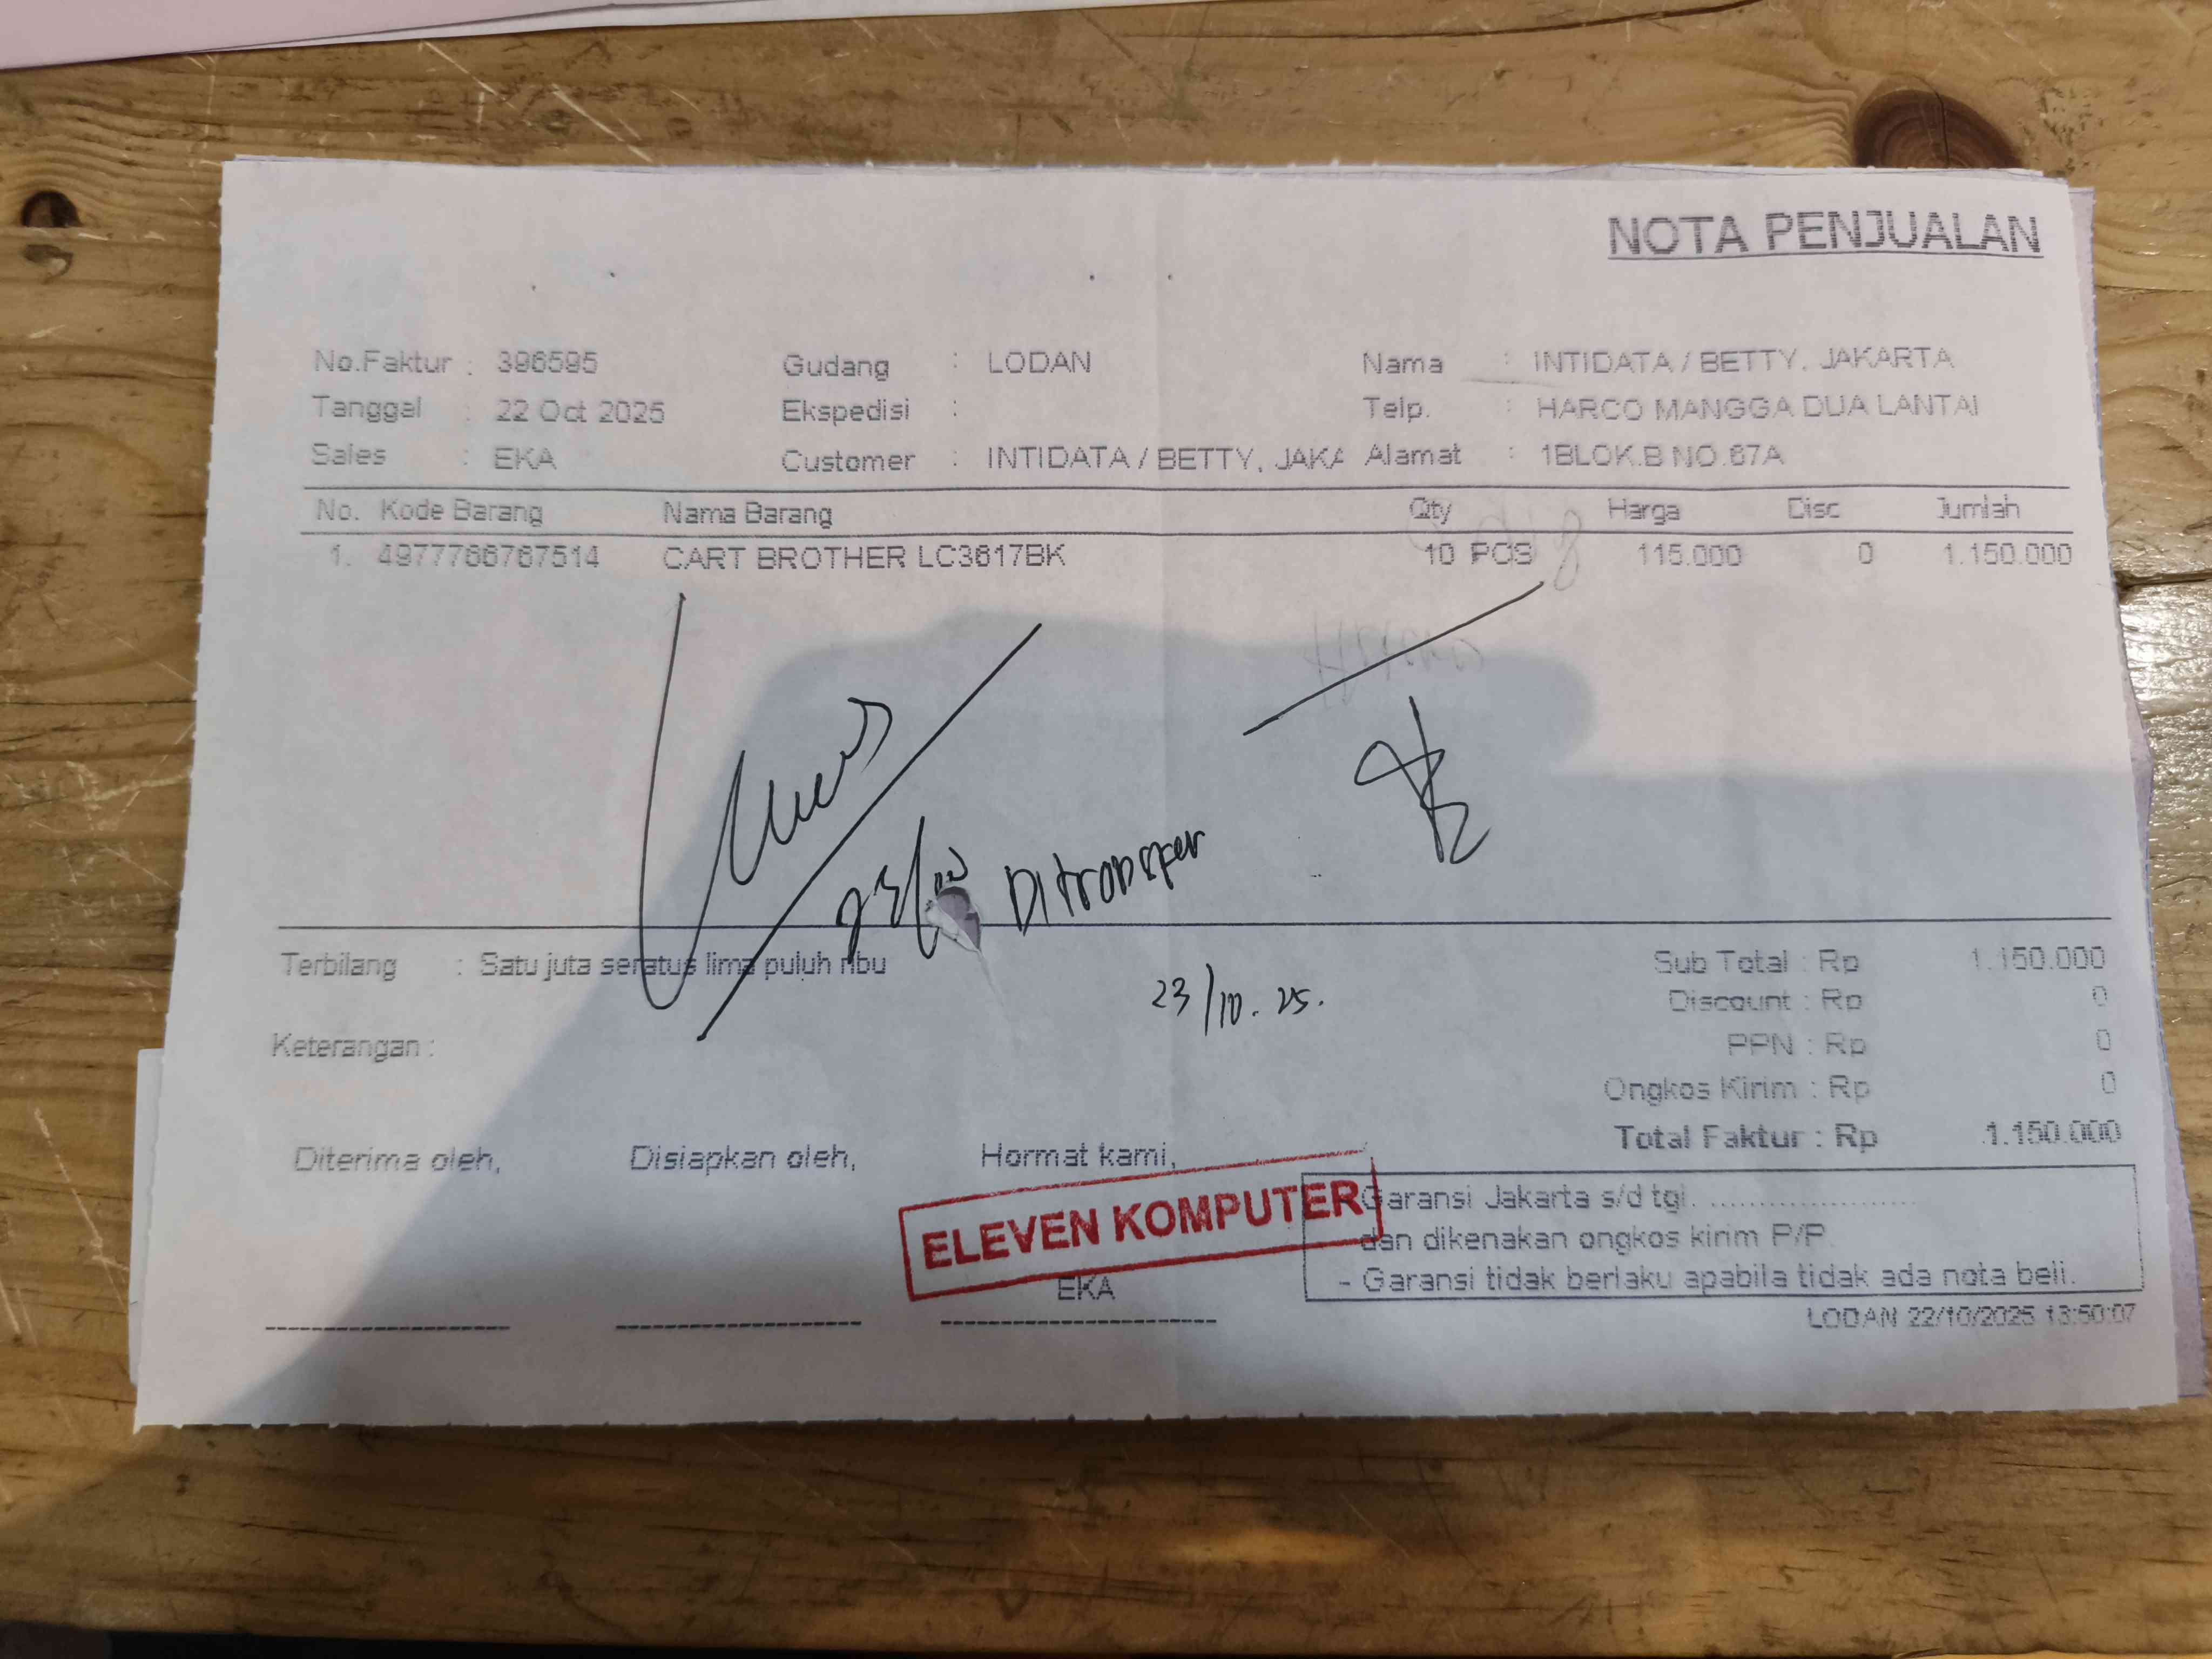 NOTA PENJUALAN
No.Faktur : 396595 Gudang : LODAN Nama : INTIDATA / BETTY, JAKARTA
Tanggal : 22 Oct 2025 Ekspedisi : Telp. : HARCO MANGGA DUA LANTAI
Sales : EKA Customer : INTIDATA / BETTY, JAKA Alamat : 1BLOK.B NO.67A
No. Kode Barang Nama Barang Qty Harga Disc Jumlah
1. 4977766767514 CART BROTHER LC3617BK 10 PCS 115.000 0 1.150.000
23/10 Ditransfer
Terbilang : Satu juta seratus lima puluh ribu Sub Total : Rp 1.150.000
23/10. 25. Discount : Rp 0
Keterangan : PPN : Rp 0
Ongkos Kirim : Rp 0
Total Faktur : Rp 1.150.000
Diterima oleh, Disiapkan oleh, Hormat kami,
ELEVEN KOMPUTER
EKA
Garansi Jakarta s/d tgl. ........................
dan dikenakan ongkos kirim P/P.
- Garansi tidak berlaku apabila tidak ada nota beli.
LODAN 22/10/2025 13:50:07